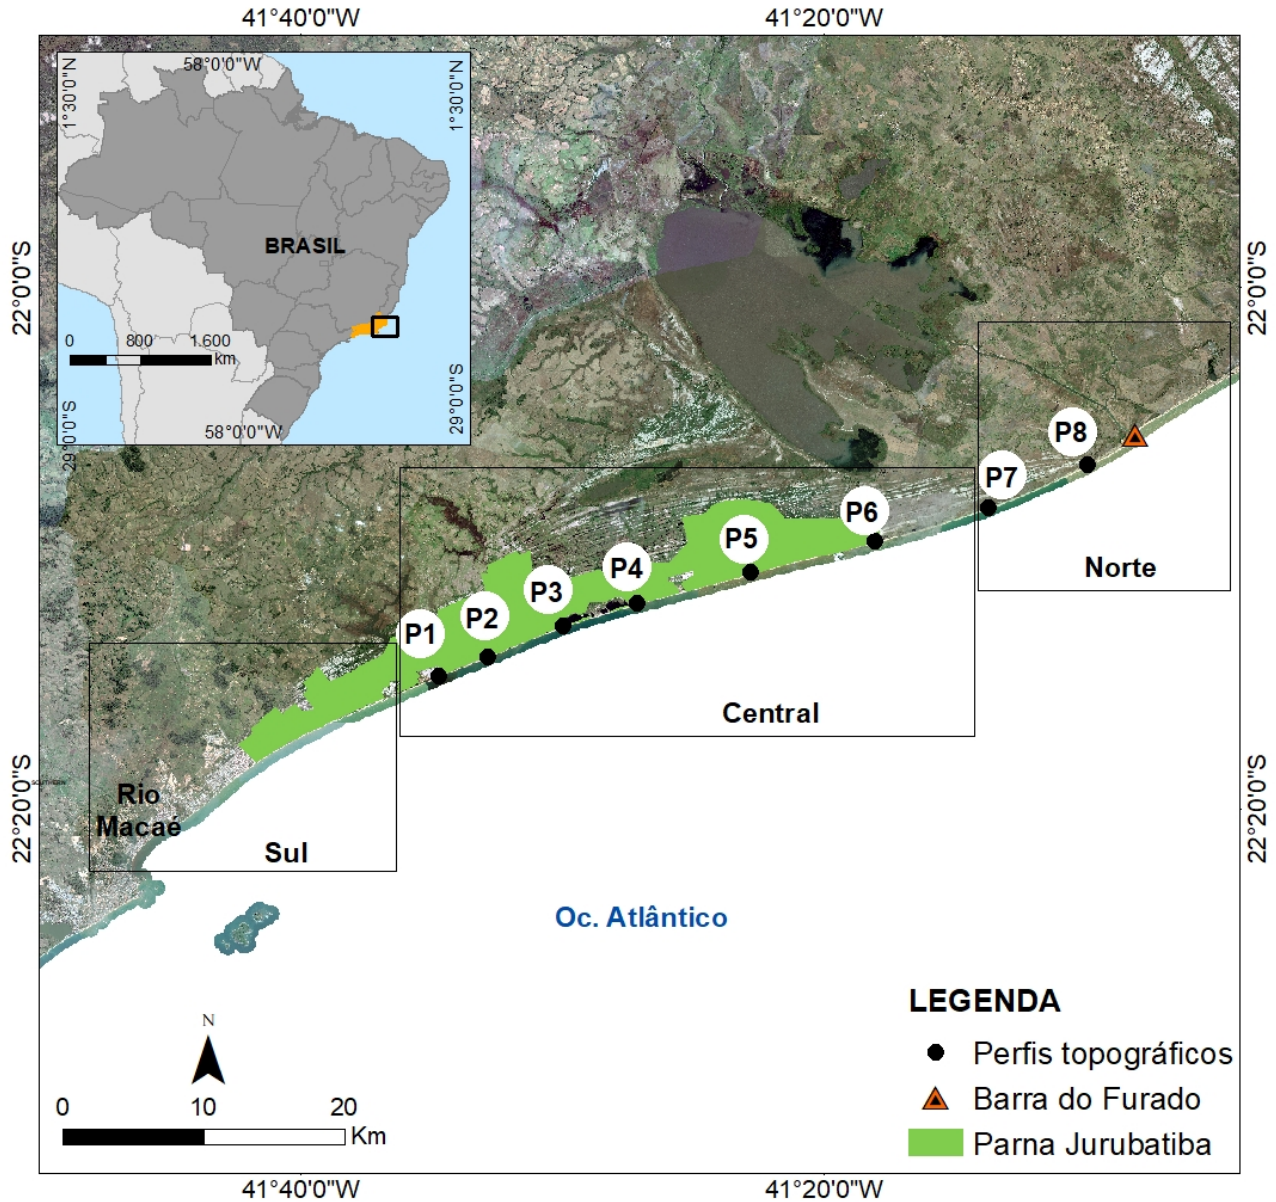 41°40'0"W
41°20'0"W
58°0'0"W
1°30'0"N
1°30'0"N
BRASIL
0 800 1.600
km
29°0'0"S
29°0'0"S
58°0'0"W
22°0'0"S
22°0'0"S
P8
P7
P6
P5
P4
P3
P2
P1
Norte
Central
Rio
Macaé
Sul
22°20'0"S
22°20'0"S
Oc. Atlântico
N
0 10 20
Km
LEGENDA
Perfis topográficos
Barra do Furado
Parna Jurubatiba
41°40'0"W
41°20'0"W